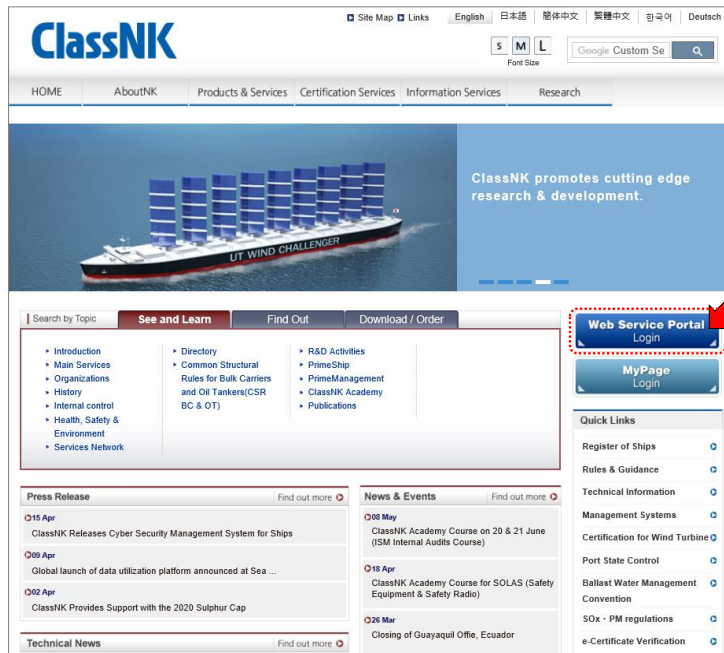 Site Map Links English 日本語 簡体中文 繁體中文 한국어 Deutsch
ClassNK
S M L
Font Size
Google Custom Se
HOME AboutNK Products & Services Certification Services Information Services Research
ClassNK promotes cutting edge
research & development.
UT WIND CHALLENGER
Search by Topic See and Learn Find Out Download / Order
Introduction
Main Services
Organizations
History
Internal control
Health, Safety &
Environment
Services Network
Directory
Common Structural
Rules for Bulk Carriers
and Oil Tankers(CSR
BC & OT)
R&D Activities
PrimeShip
PrimeManagement
ClassNK Academy
Publications
Web Service Portal
Login
MyPage
Login
Quick Links
Register of Ships
Rules & Guidance
Technical Information
Management Systems
Certification for Wind Turbine
Port State Control
Ballast Water Management
Convention
SOx・PM regulations
e-Certificate Verification
Press Release Find out more
15 Apr
ClassNK Releases Cyber Security Management System for Ships
09 Apr
Global launch of data utilization platform announced at Sea ...
02 Apr
ClassNK Provides Support with the 2020 Sulphur Cap
Technical News Find out more
News & Events Find out more
08 May
ClassNK Academy Course on 20 & 21 June
(ISM Internal Audits Course)
18 Apr
ClassNK Academy Course for SOLAS (Safety
Equipment & Safety Radio)
26 Mar
Closing of Guayaquil Offie, Ecuador